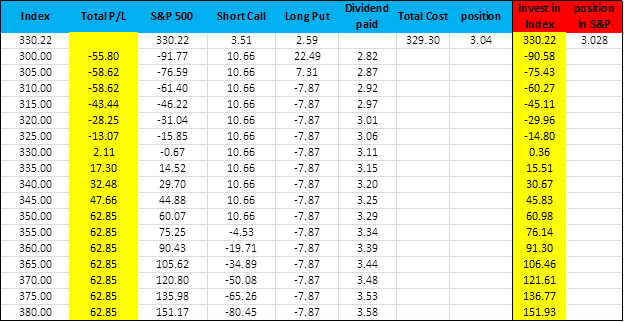 Index Total P/L S&P 500 Short Call Long Put Dividend paid Total Cost position Invest in Index position in S&P
330.22 330.22 3.51 2.59 329.30 3.04 330.22 3.028
300.00 -55.80 -91.77 10.66 22.49 2.82 -90.58
305.00 -58.62 -76.59 10.66 7.31 2.87 -75.43
310.00 -58.62 -61.40 10.66 -7.87 2.92 -60.27
315.00 -43.44 -46.22 10.66 -7.87 2.97 -45.11
320.00 -28.25 -31.04 10.66 -7.87 3.01 -29.96
325.00 -13.07 -15.85 10.66 -7.87 3.06 -14.80
330.00 2.11 -0.67 10.66 -7.87 3.11 0.36
335.00 17.30 14.52 10.66 -7.87 3.15 15.51
340.00 32.48 29.70 10.66 -7.87 3.20 30.67
345.00 47.66 44.88 10.66 -7.87 3.25 45.83
350.00 62.85 60.07 10.66 -7.87 3.29 60.98
355.00 62.85 75.25 -4.53 -7.87 3.34 76.14
360.00 62.85 90.43 -19.71 -7.87 3.39 91.30
365.00 62.85 105.62 -34.89 -7.87 3.44 106.46
370.00 62.85 120.80 -50.08 -7.87 3.48 121.61
375.00 62.85 135.98 -65.26 -7.87 3.53 136.77
380.00 62.85 151.17 -80.45 -7.87 3.58 151.93